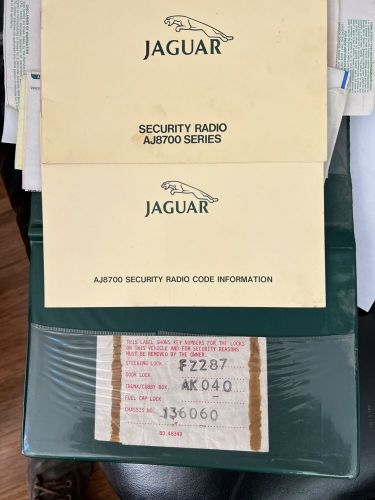 JAGUAR
SECURITY RADIO
AJ8700 SERIES
JAGUAR
AJ8700 SECURITY RADIO CODE INFORMATION
THIS LABEL SHOWS KEY NUMBERS FOR THE LOCKS
ON THIS VEHICLE AND FOR SECURITY REASONS
MUST BE REMOVED BY THE OWNER.
STEERING LOCK FZ287
DOOR LOCK
TRUNK/CUBBY BOX AK040
FUEL CAP LOCK
CHASSIS NO. 136060
BD.48343